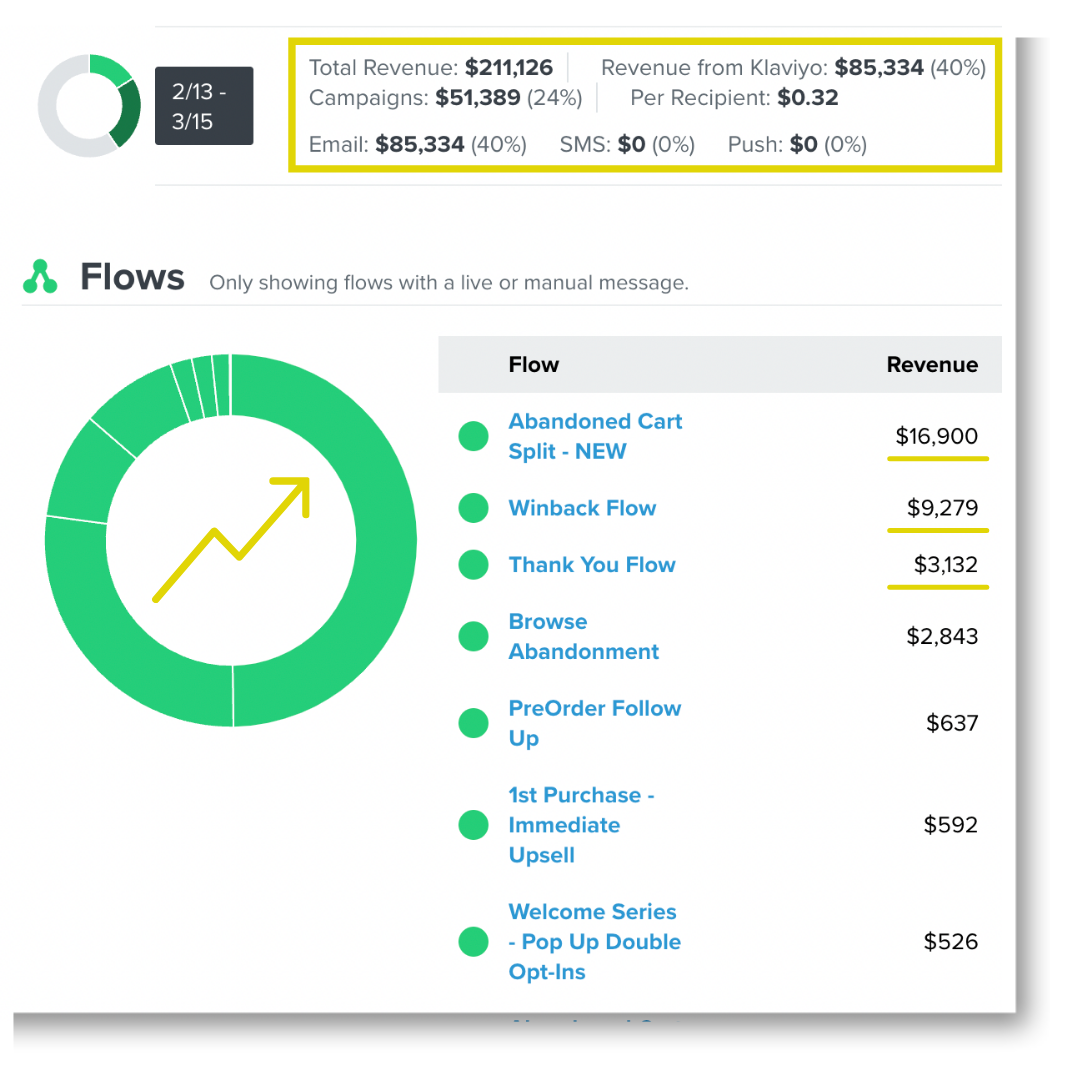 2/13 -
3/15
Total Revenue: $211,126 Revenue from Klaviyo: $85,334 (40%)
Campaigns: $51,389 (24%) Per Recipient: $0.32
Email: $85,334 (40%) SMS: $0 (0%) Push: $0 (0%)
Flows Only showing flows with a live or manual message.
Flow Revenue
Abandoned Cart
Split - NEW
$16,900
Winback Flow $9,279
Thank You Flow $3,132
Browse
Abandonment
$2,843
PreOrder Follow
Up
$637
1st Purchase -
Immediate
Upsell
$592
Welcome Series
- Pop Up Double
Opt-Ins
$526